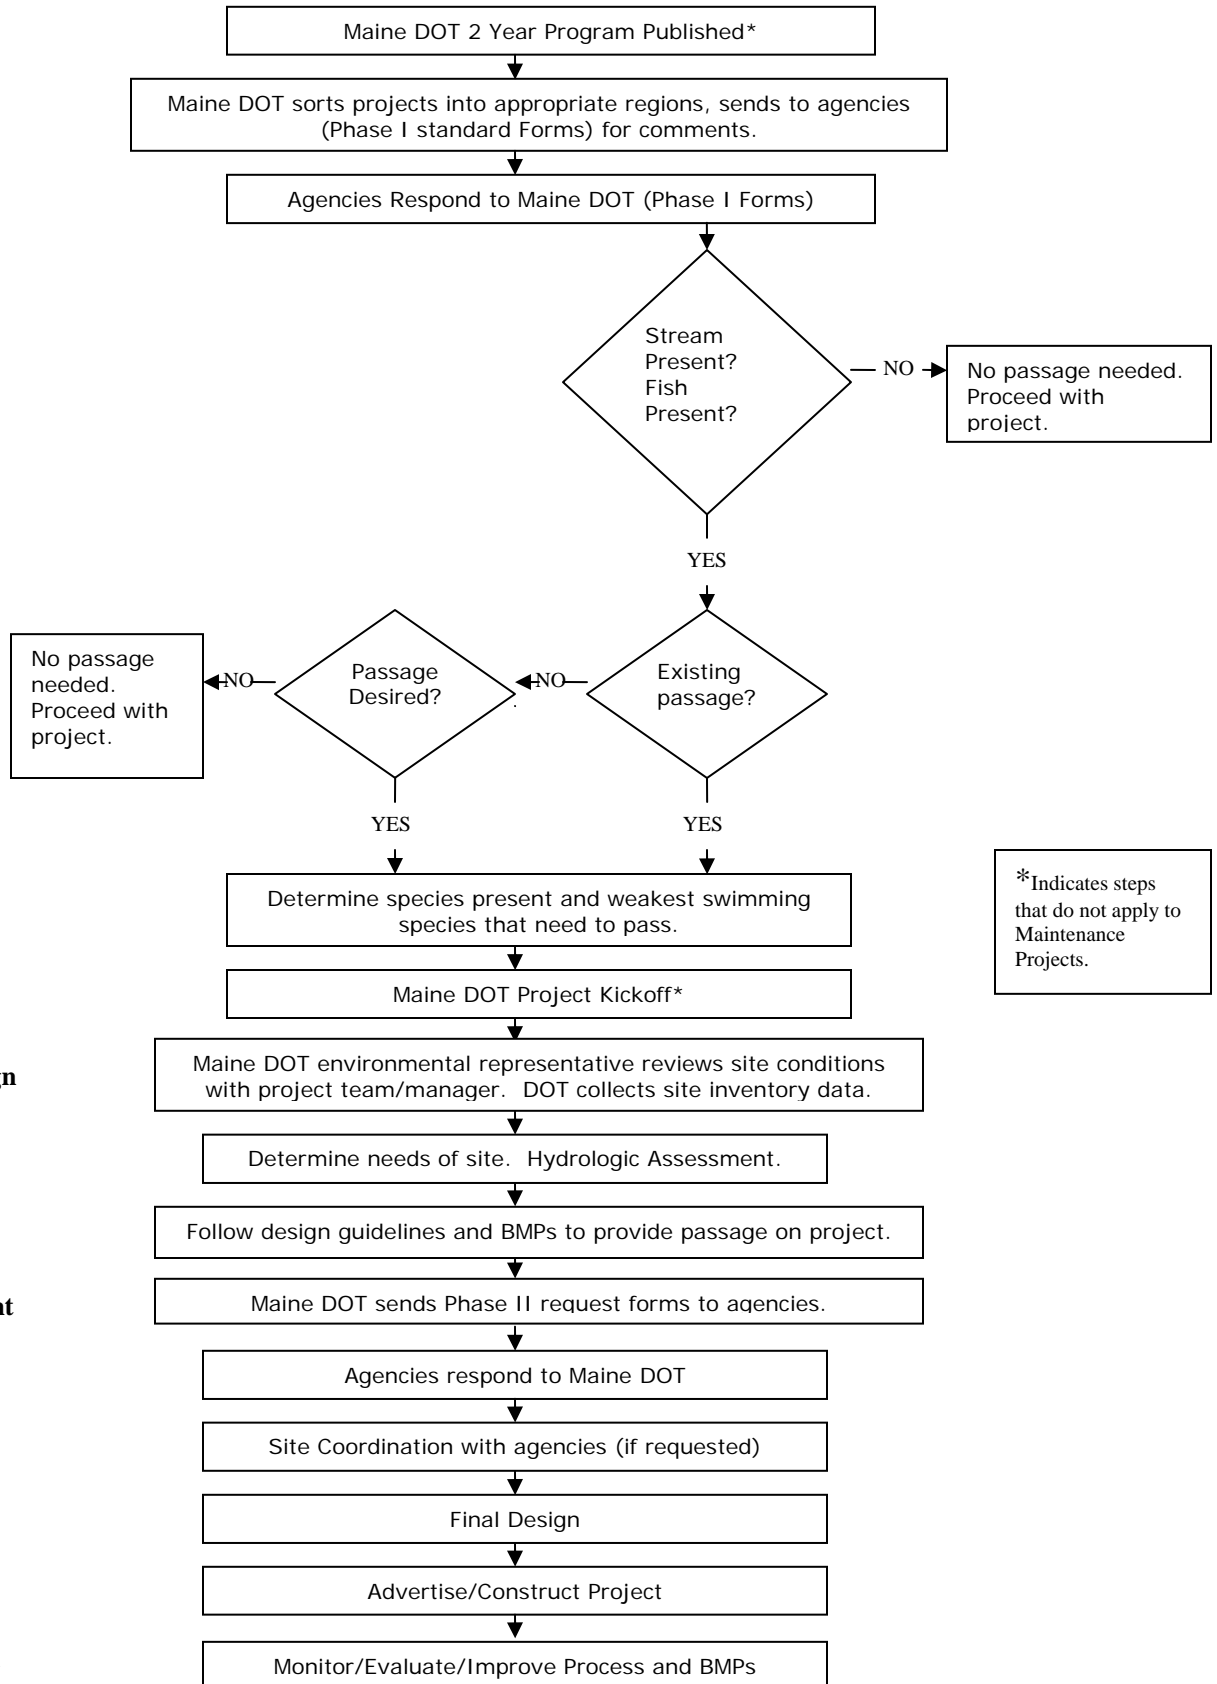 Maine DOT 2 Year Program Published*
Maine DOT sorts projects into appropriate regions, sends to agencies
(Phase I standard Forms) for comments.
Agencies Respond to Maine DOT (Phase I Forms)
Stream
Present?
Fish
Present?
NO
No passage needed.
Proceed with
project.
YES
No passage
needed.
Proceed with
project.
NO
Passage
Desired?
NO
Existing
passage?
YES
YES
Determine species present and weakest swimming
species that need to pass.
*Indicates steps
that do not apply to
Maintenance
Projects.
Maine DOT Project Kickoff*
Maine DOT environmental representative reviews site conditions
with project team/manager.  DOT collects site inventory data.
Determine needs of site.  Hydrologic Assessment.
Follow design guidelines and BMPs to provide passage on project.
Maine DOT sends Phase II request forms to agencies.
Agencies respond to Maine DOT
Site Coordination with agencies (if requested)
Final Design
Advertise/Construct Project
Monitor/Evaluate/Improve Process and BMPs